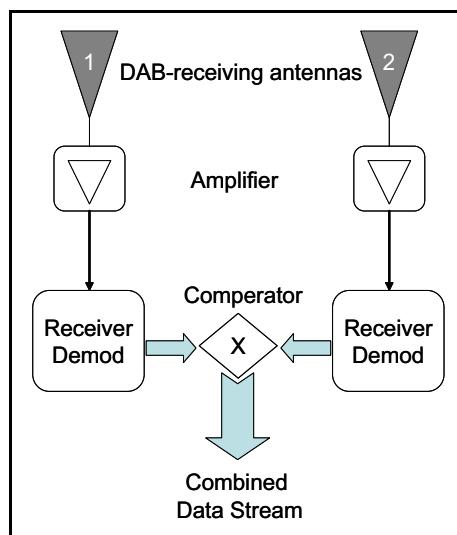 1
DAB-receiving antennas
2
Amplifier
Comperator
Receiver
Demod
X
Receiver
Demod
Combined
Data Stream